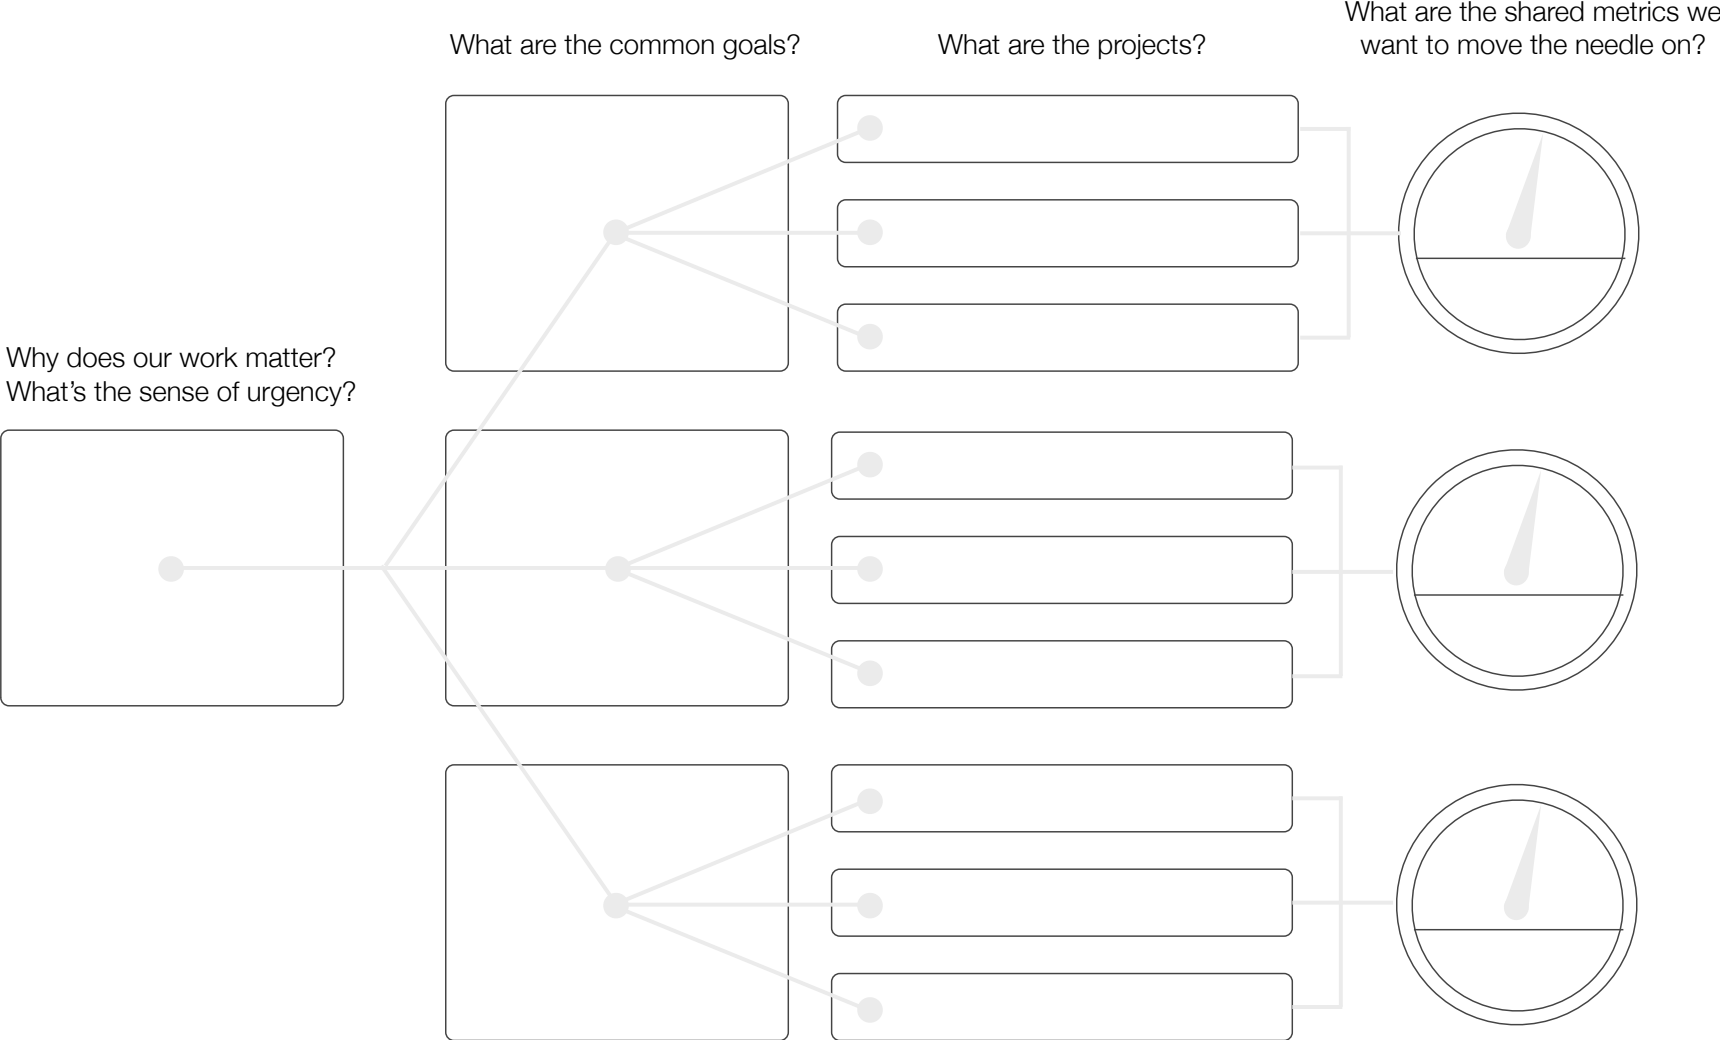 What are the common goals?
What are the projects?
What are the shared metrics we
want to move the needle on?
Why does our work matter?
What’s the sense of urgency?